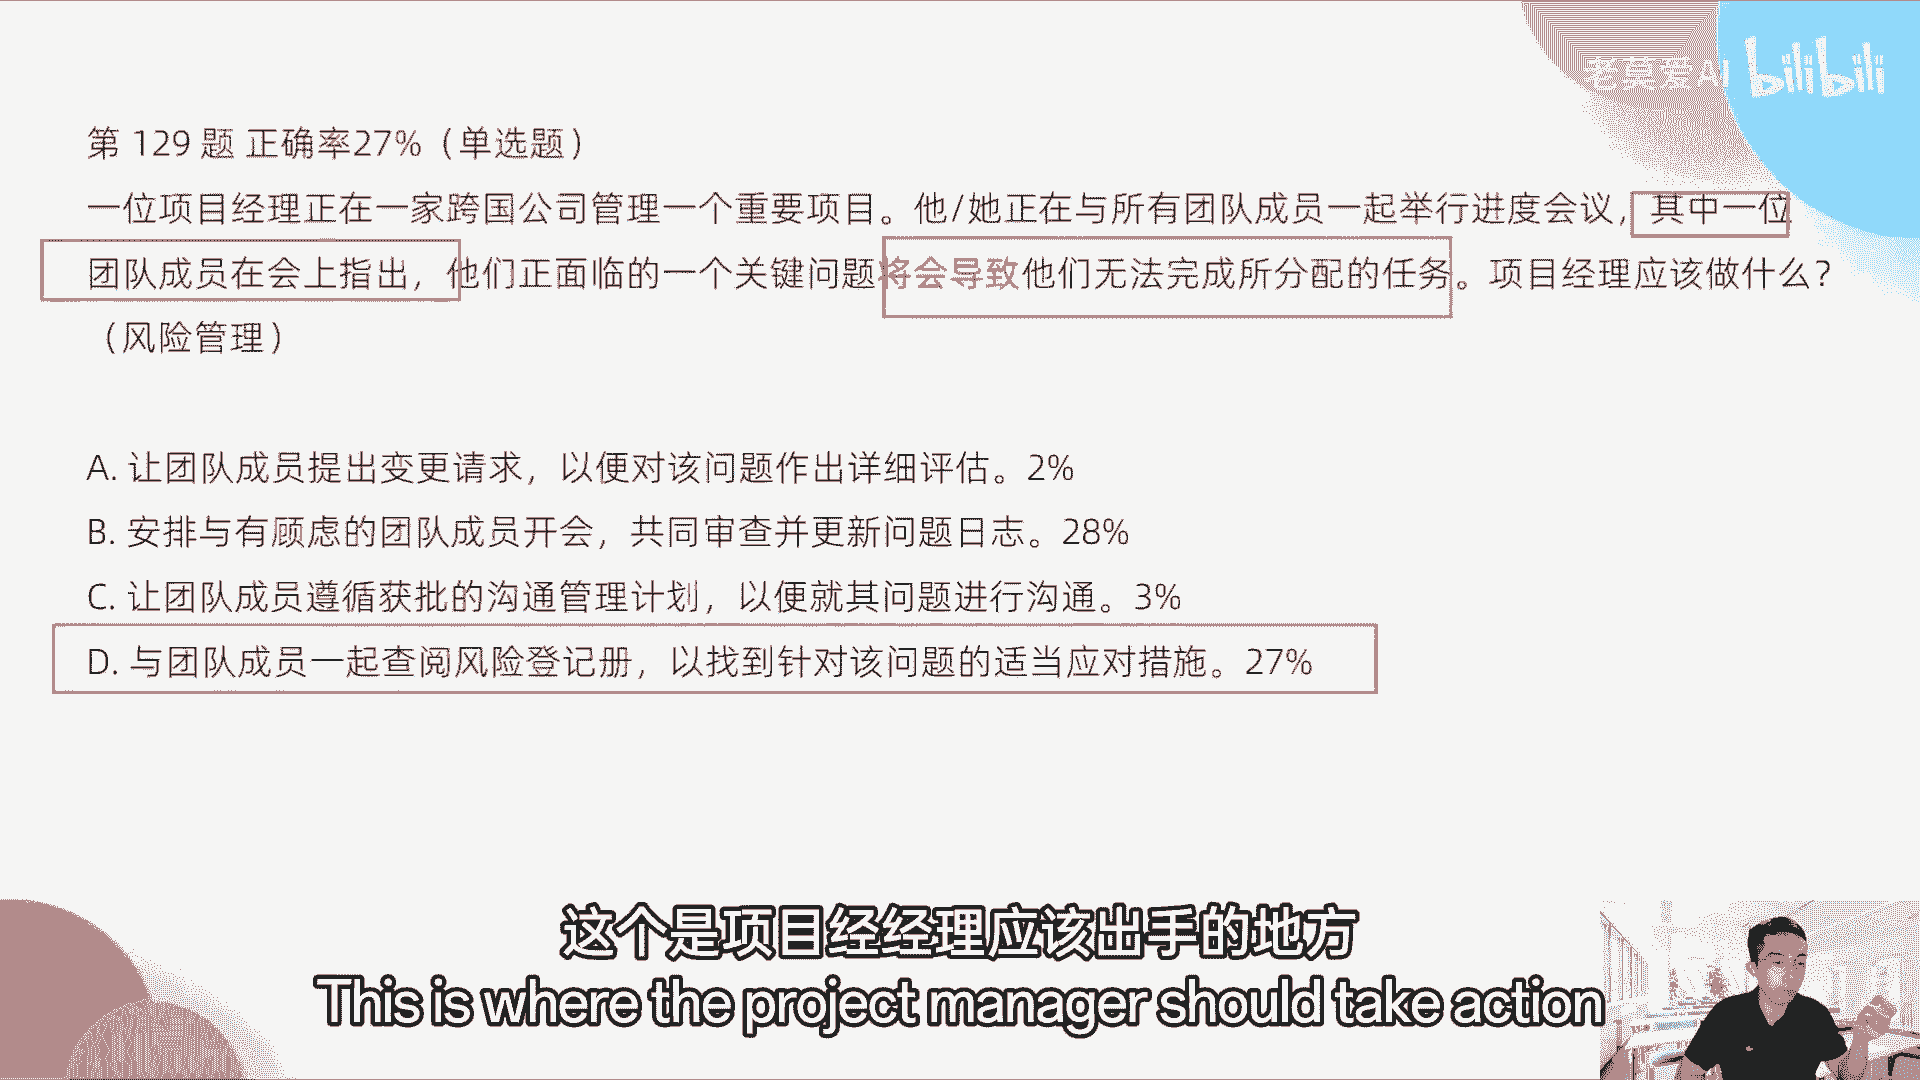 老莫爱AI bilibili
第 129 题 正确率27%（单选题）
一位项目经理正在一家跨国公司管理一个重要项目。他/她正在与所有团队成员一起举行进度会议，其中一位
团队成员在会上指出，他们正面临的一个关键问题将会导致他们无法完成所分配的任务。项目经理应该做什么？
（风险管理）
A. 让团队成员提出变更请求，以便对该问题作出详细评估。2%
B. 安排与有顾虑的团队成员开会，共同审查并更新问题日志。28%
C. 让团队成员遵循获批的沟通管理计划，以便就其问题进行沟通。3%
D. 与团队成员一起查阅风险登记册，以找到针对该问题的适当应对措施。27%
这个是项目经经理应该出手的地方
This is where the project manager should take action